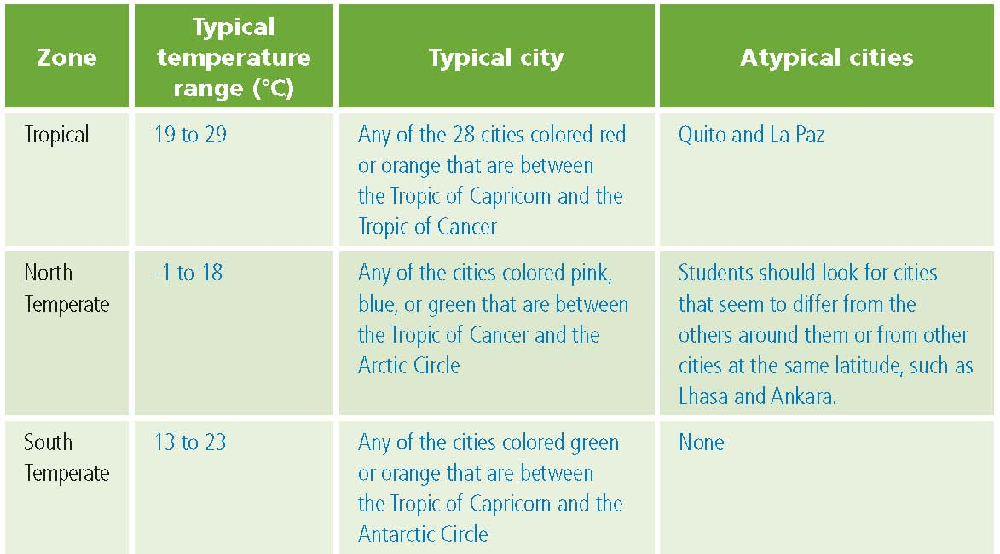 Zone
Typical
temperature
range (°C)
Typical city
Atypical cities
Tropical
19 to 29
Any of the 28 cities colored red
or orange that are between
the Tropic of Capricorn and the
Tropic of Cancer
Quito and La Paz
North
Temperate
-1 to 18
Any of the cities colored pink,
blue, or green that are between
the Tropic of Cancer and the
Arctic Circle
Students should look for cities
that seem to differ from the
others around them or from other
cities at the same latitude, such as
Lhasa and Ankara.
South
Temperate
13 to 23
Any of the cities colored green
or orange that are between
the Tropic of Capricorn and the
Antarctic Circle
None